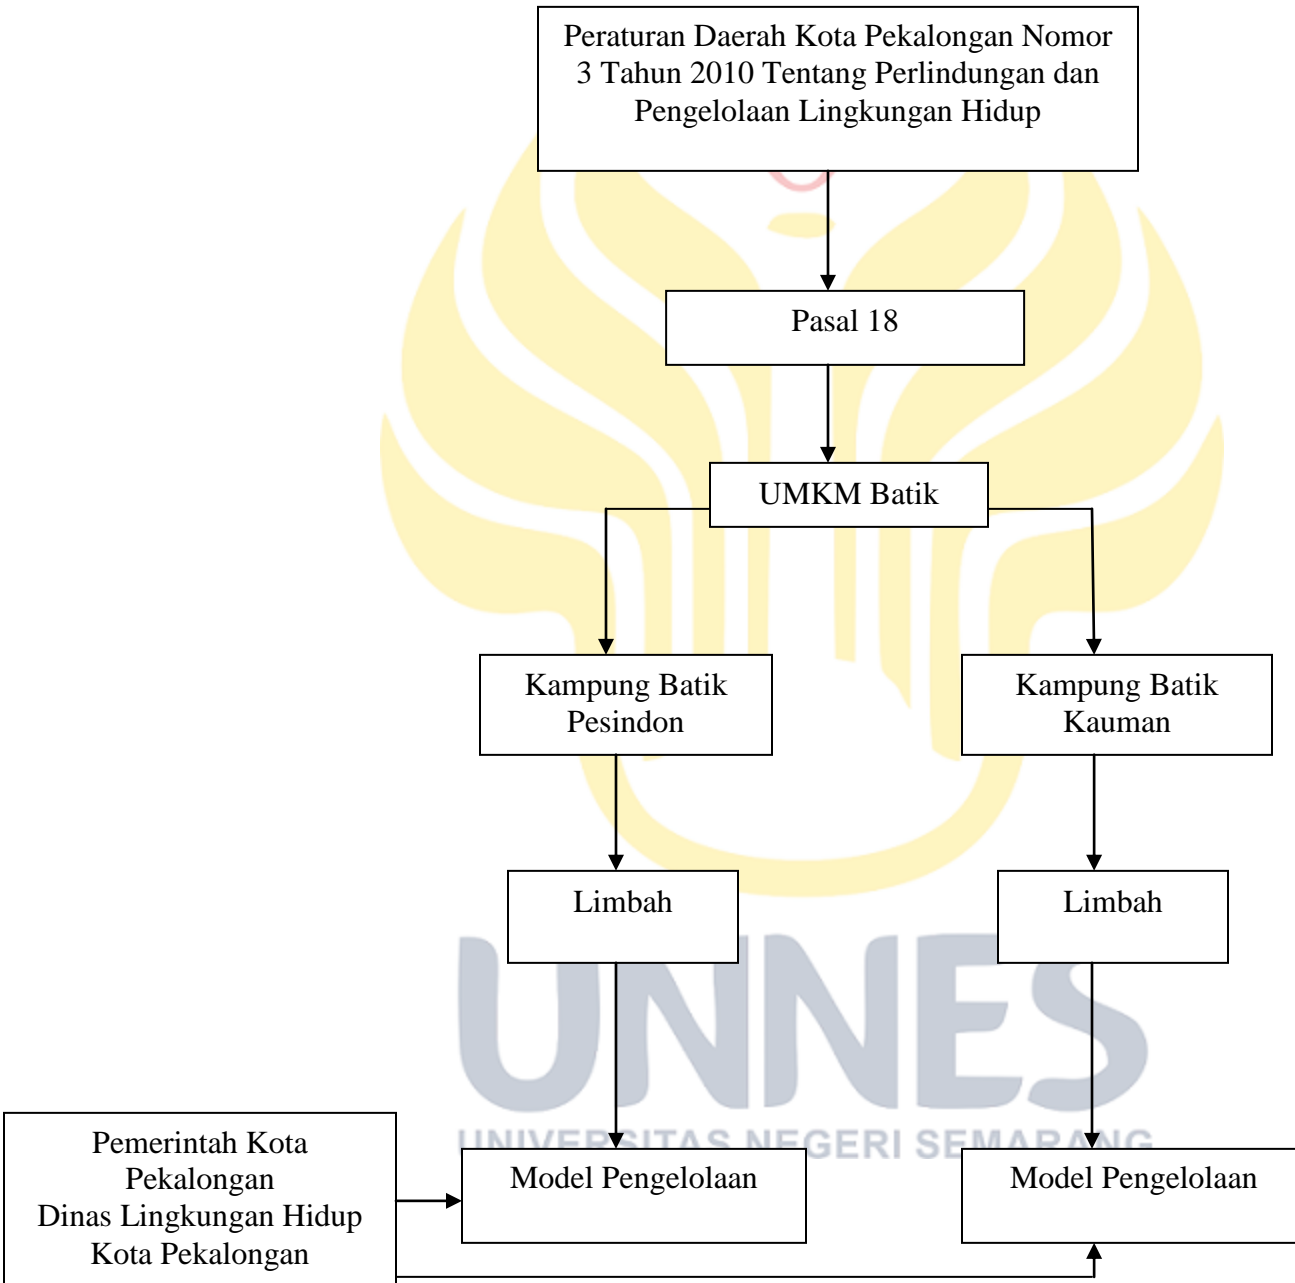 Peraturan Daerah Kota Pekalongan Nomor
3 Tahun 2010 Tentang Perlindungan dan
Pengelolaan Lingkungan Hidup
Pasal 18
UMKM Batik
Kampung Batik
Pesindon
Kampung Batik
Kauman
Limbah
Limbah
UNNES
UNIVERSITAS NEGERI SEMARANG
Pemerintah Kota
Pekalongan
Dinas Lingkungan Hidup
Kota Pekalongan
Model Pengelolaan
Model Pengelolaan